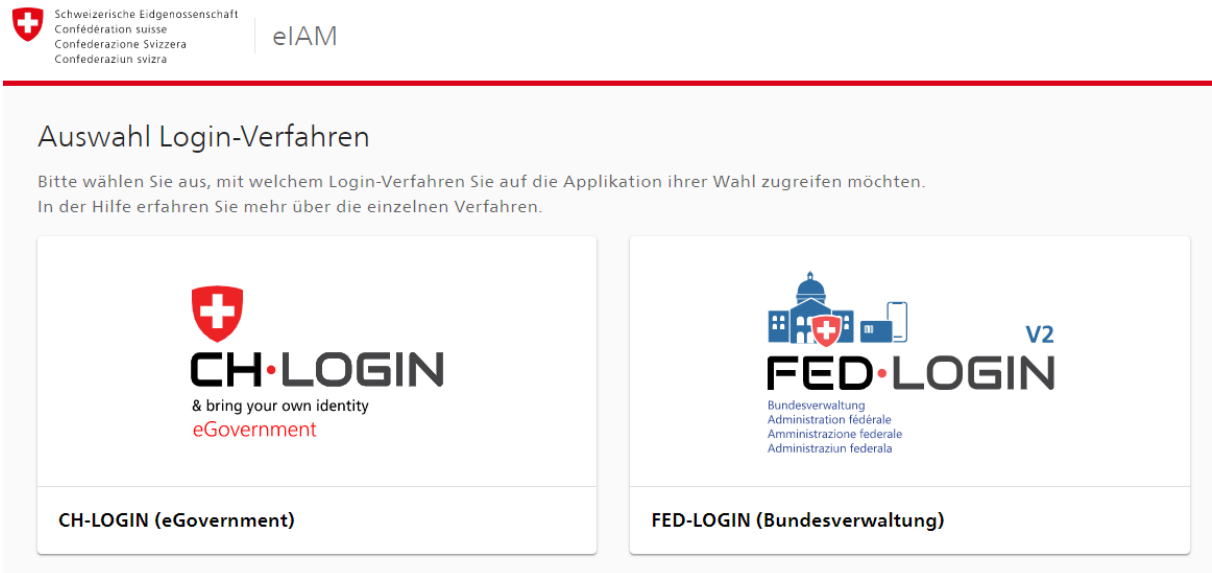 Schweizerische Eidgenossenschaft
Confédération suisse
Confederazione Svizzera
Confederaziun svizra
eIAM
Auswahl Login-Verfahren
Bitte wählen Sie aus, mit welchem Login-Verfahren Sie auf die Applikation ihrer Wahl zugreifen möchten.
In der Hilfe erfahren Sie mehr über die einzelnen Verfahren.
CH·LOGIN
& bring your own identity
eGovernment
CH-LOGIN (eGovernment)
V2
FED·LOGIN
Bundesverwaltung
Administration fédérale
Amministrazione federale
Administraziun federala
FED-LOGIN (Bundesverwaltung)